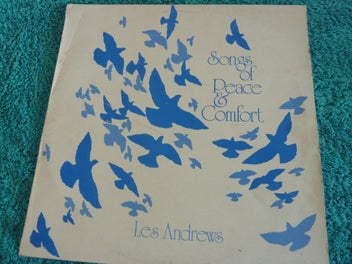 Songs
of
Peace
&
Comfort
Les Andrews